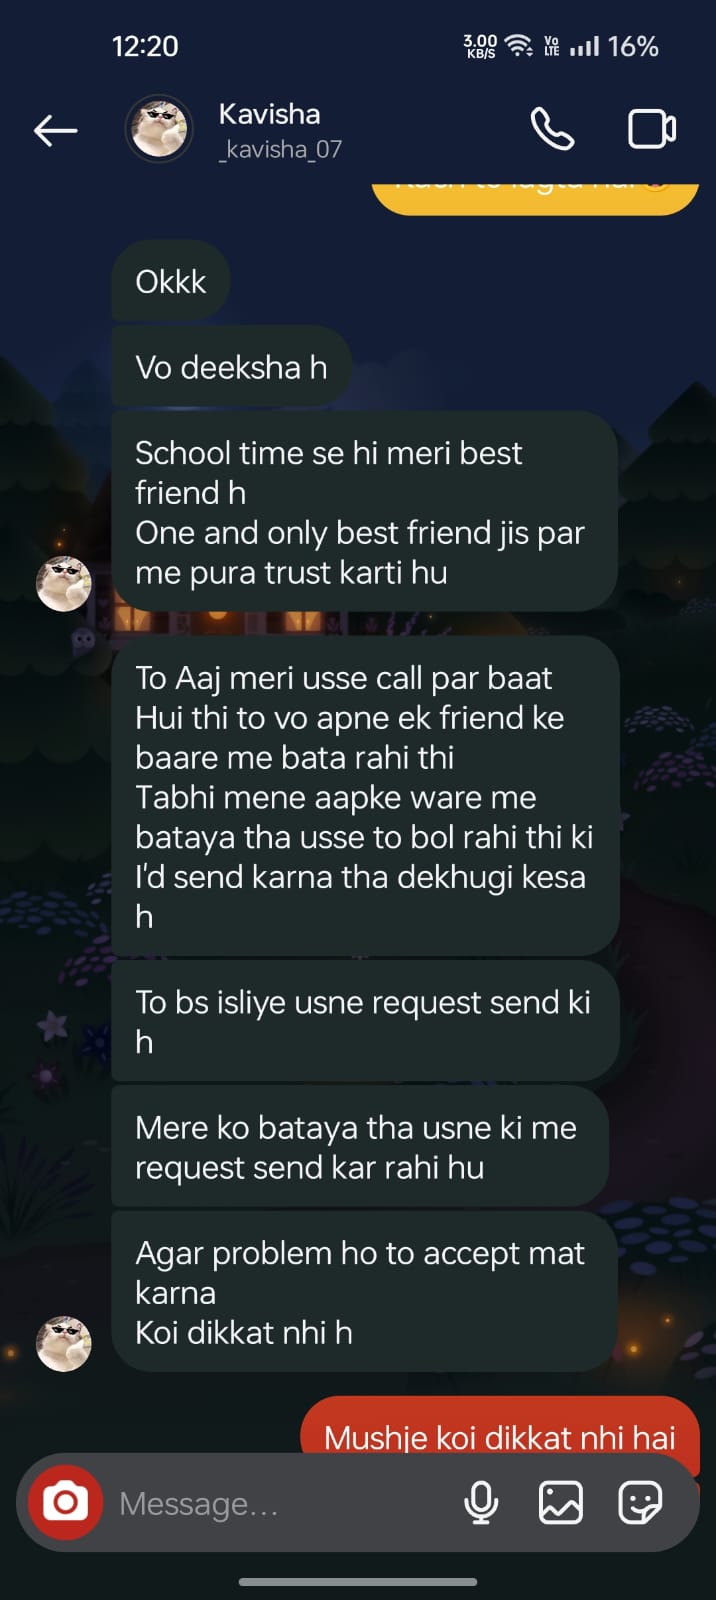 12:20
3.00 KB/S Vo LTE 16%
Kavisha
_kavisha_07
Okkk
Vo deeksha h
School time se hi meri best
friend h
One and only best friend jis par
me pura trust karti hu
To Aaj meri usse call par baat
Hui thi to vo apne ek friend ke
baare me bata rahi thi
Tabhi mene aapke ware me
bataya tha usse to bol rahi thi ki
I'd send karna tha dekhugi kesa
h
To bs isliye usne request send ki
h
Mere ko bataya tha usne ki me
request send kar rahi hu
Agar problem ho to accept mat
karna
Koi dikkat nhi h
Mushje koi dikkat nhi hai
Message...